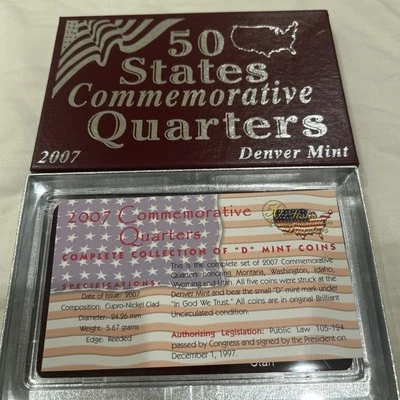 50
States
Commemorative
Quarters
2007 Denver Mint
2007 Commemorative
Quarters
COMPLETE COLLECTION OF "D" MINT COINS
SPECIFICATIONS
Date of Issue: 2007
Composition: Cupro-Nickel Clad
Diameter: 24.26 mm
Weight: 5.67 grams
Edge: Reeded
This is the complete set of 2007 Commemorative
Quarters honoring Montana, Washington, Idaho,
Wyoming and Utah. All five coins were struck at the
Denver Mint and bear the small "D" mint mark under
"In God We Trust." All coins are in original Brilliant
Uncirculated condition.
Authorizing Legislation: Public Law 105-124
passed by Congress and signed by the President on
December 1, 1997.
Utah